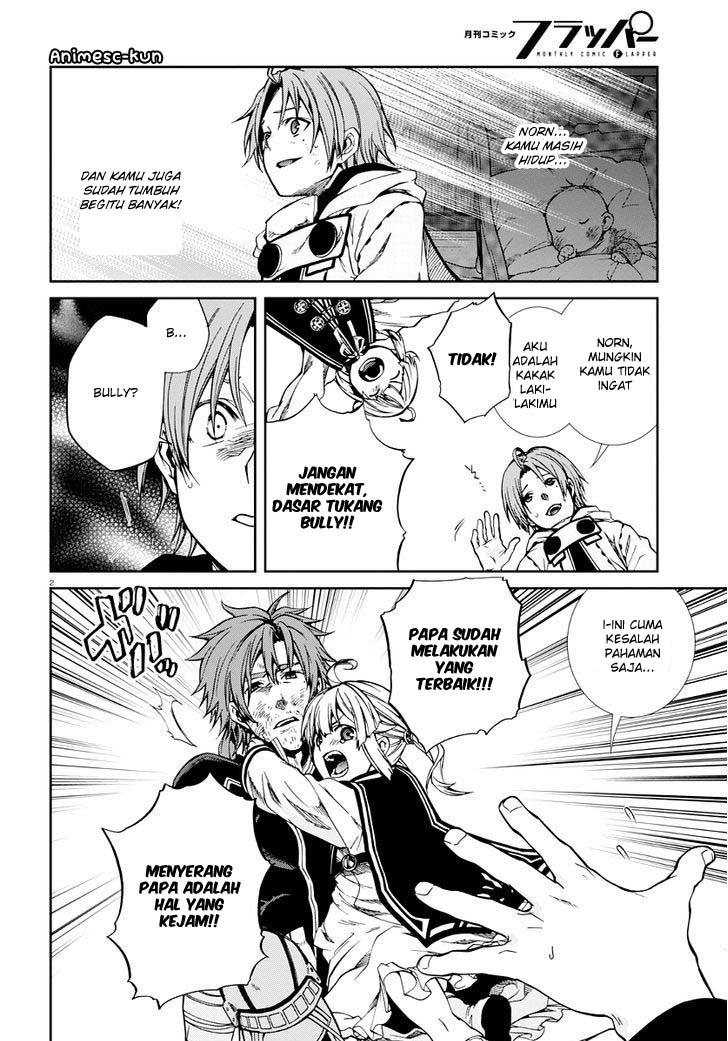 月刊コミック フラッパー
MONTHLY COMIC FLAPPER
Animesc-kun
NORN...
KAMU MASIH
HIDUP...
DAN KAMU JUGA
SUDAH TUMBUH
BEGITU BANYAK!
NORN,
MUNGKIN
KAMU TIDAK
INGAT
AKU
ADALAH
KAKAK
LAKI-
LAKIMU
TIDAK!
JANGAN
MENDEKAT,
DASAR TUKANG
BULLY!!
B...
BULLY?
2
I-INI CUMA
KESALAH
PAHAMAN
SAJA...
PAPA SUDAH
MELAKUKAN
YANG
TERBAIK!!!
MENYERANG
PAPA ADALAH
HAL YANG
KEJAM!!